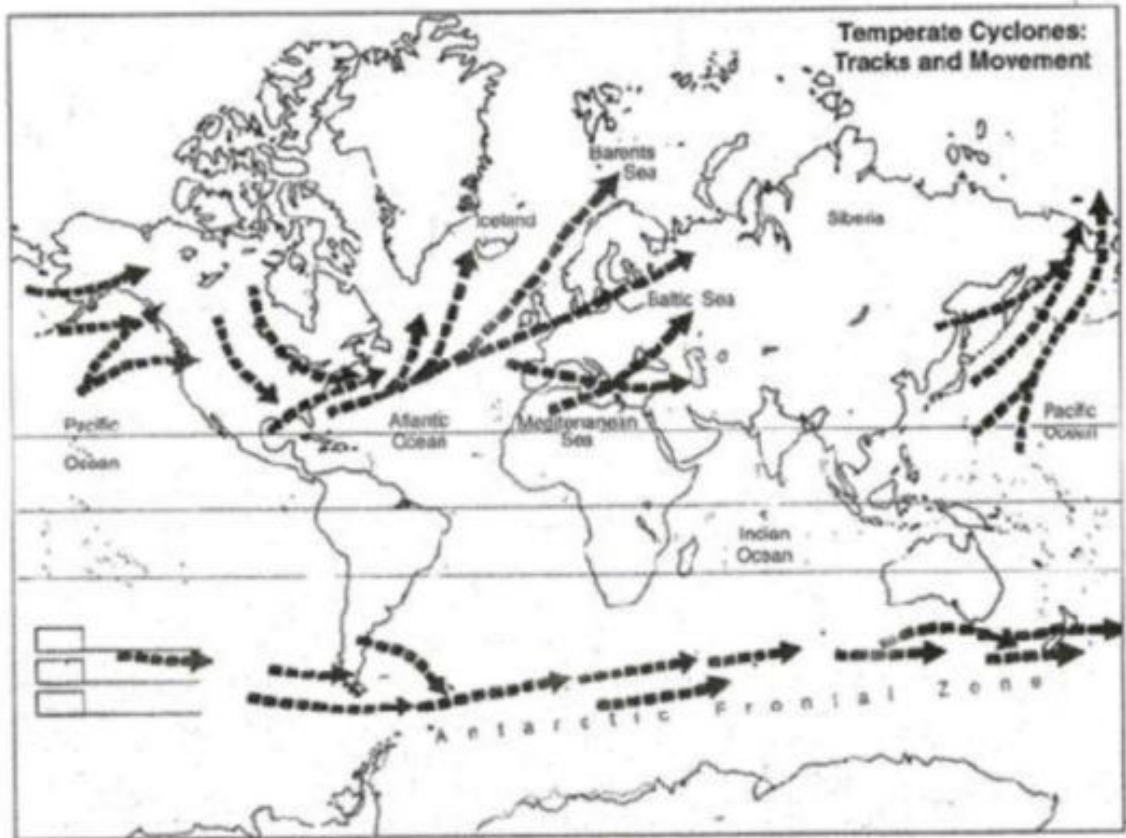 Temperate Cyclones:
Tracks and Movement
Barents
Sea
Iceland
Siberia
Baltic Sea
Pacific
Ocean
Atlantic
Ocean
Mediterranean
Sea
Pacific
Ocean
Indian
Ocean
Antarctic Frontal Zone